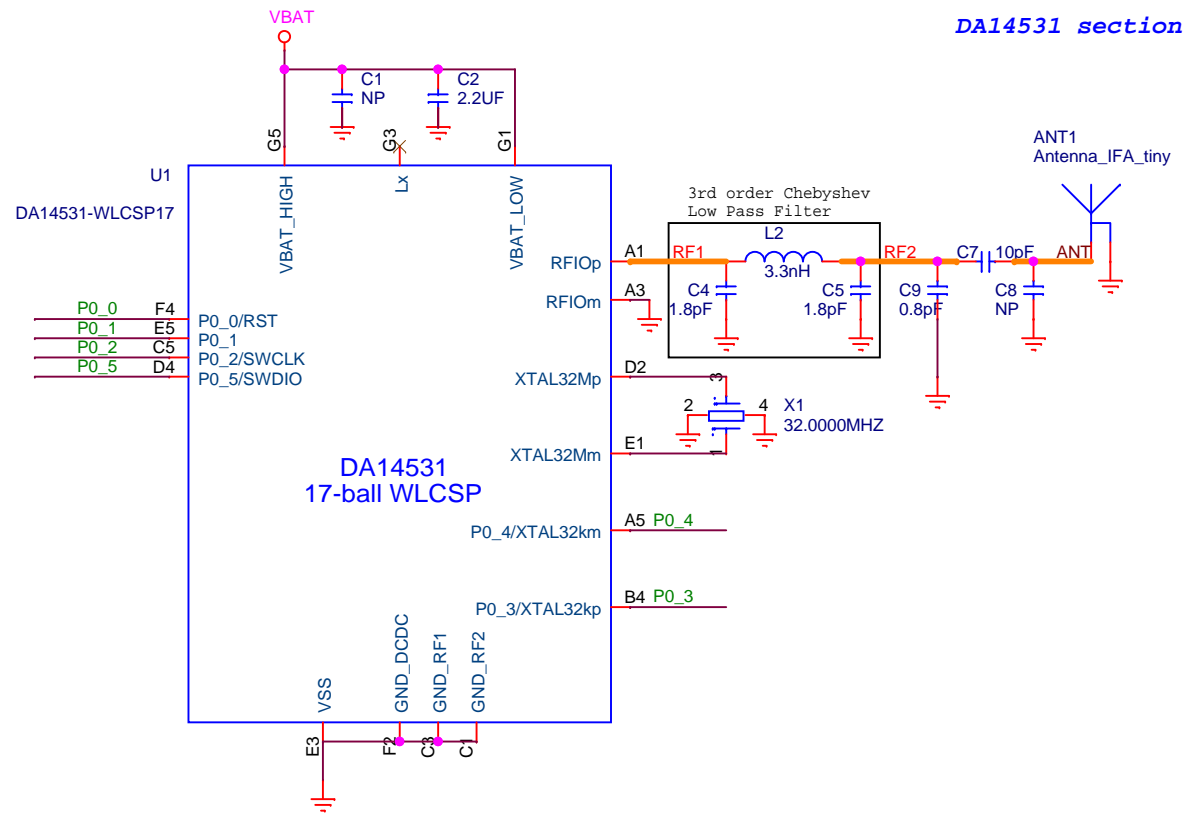 VBAT
DA14531 section
C1
NP
C2
2.2UF
G5
G3
G1
U1
DA14531-WLCSP17
VBAT_HIGH
Lx
VBAT_LOW
ANT1
Antenna_IFA_tiny
3rd order Chebyshev
Low Pass Filter
RFIOp
A1
RF1
L2
3.3nH
RF2
C7
10pF
ANT
C4
1.8pF
C5
1.8pF
C9
0.8pF
C8
NP
RFIOm
A3
P0_0
F4
P0_0/RST
P0_1
E5
P0_1
P0_2
C5
P0_2/SWCLK
P0_5
D4
P0_5/SWDIO
XTAL32Mp
D2
3
2
4
X1
32.0000MHZ
1
XTAL32Mm
E1
DA14531
17-ball WLCSP
P0_4/XTAL32km
A5
P0_4
P0_3/XTAL32kp
B4
P0_3
VSS
GND_DCDC
GND_RF1
GND_RF2
E3
F2
C3
C1